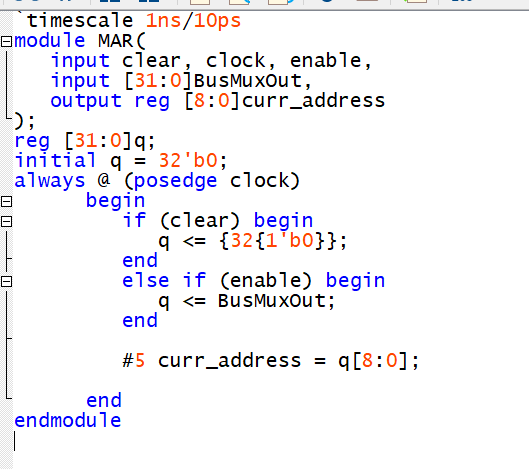 `timescale 1ns/10ps
module MAR(
input clear, clock, enable,
input [31:0]BusMuxOut,
output reg [8:0]curr_address
);
reg [31:0]q;
initial q = 32'b0;
always @ (posedge clock)
begin
if (clear) begin
q <= {32{1'b0}};
end
else if (enable) begin
q <= BusMuxOut;
end
#5 curr_address = q[8:0];
end
endmodule